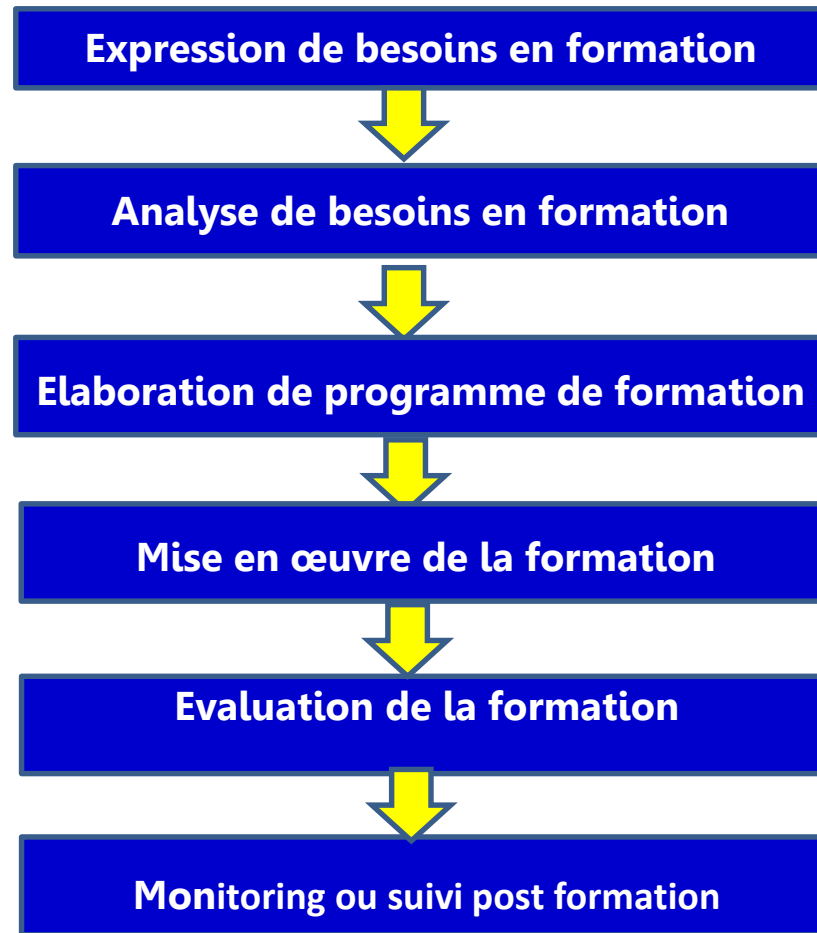 Expression de besoins en formation
Analyse de besoins en formation
Elaboration de programme de formation
Mise en œuvre de la formation
Evaluation de la formation
Monitoring ou suivi post formation